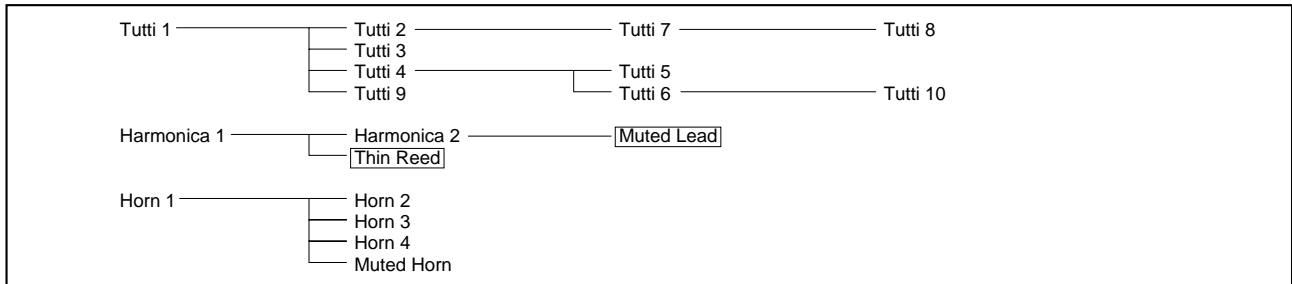 Tutti 1 Tutti 2 Tutti 7 Tutti 8
Tutti 3
Tutti 4 Tutti 5
Tutti 9 Tutti 6 Tutti 10
Harmonica 1 Harmonica 2 Muted Lead
Thin Reed
Horn 1 Horn 2
Horn 3
Horn 4
Muted Horn